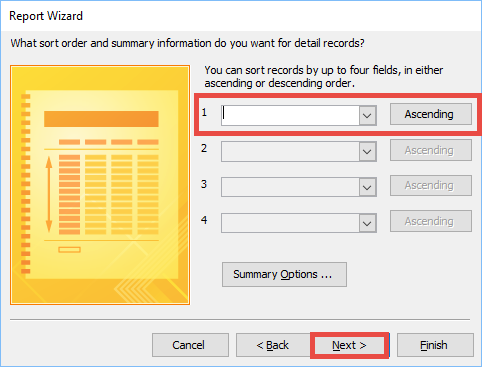 Report Wizard
What sort order and summary information do you want for detail records?
You can sort records by up to four fields, in either
ascending or descending order.
1 Ascending
2 Ascending
3 Ascending
4 Ascending
Summary Options ...
Cancel < Back Next > Finish